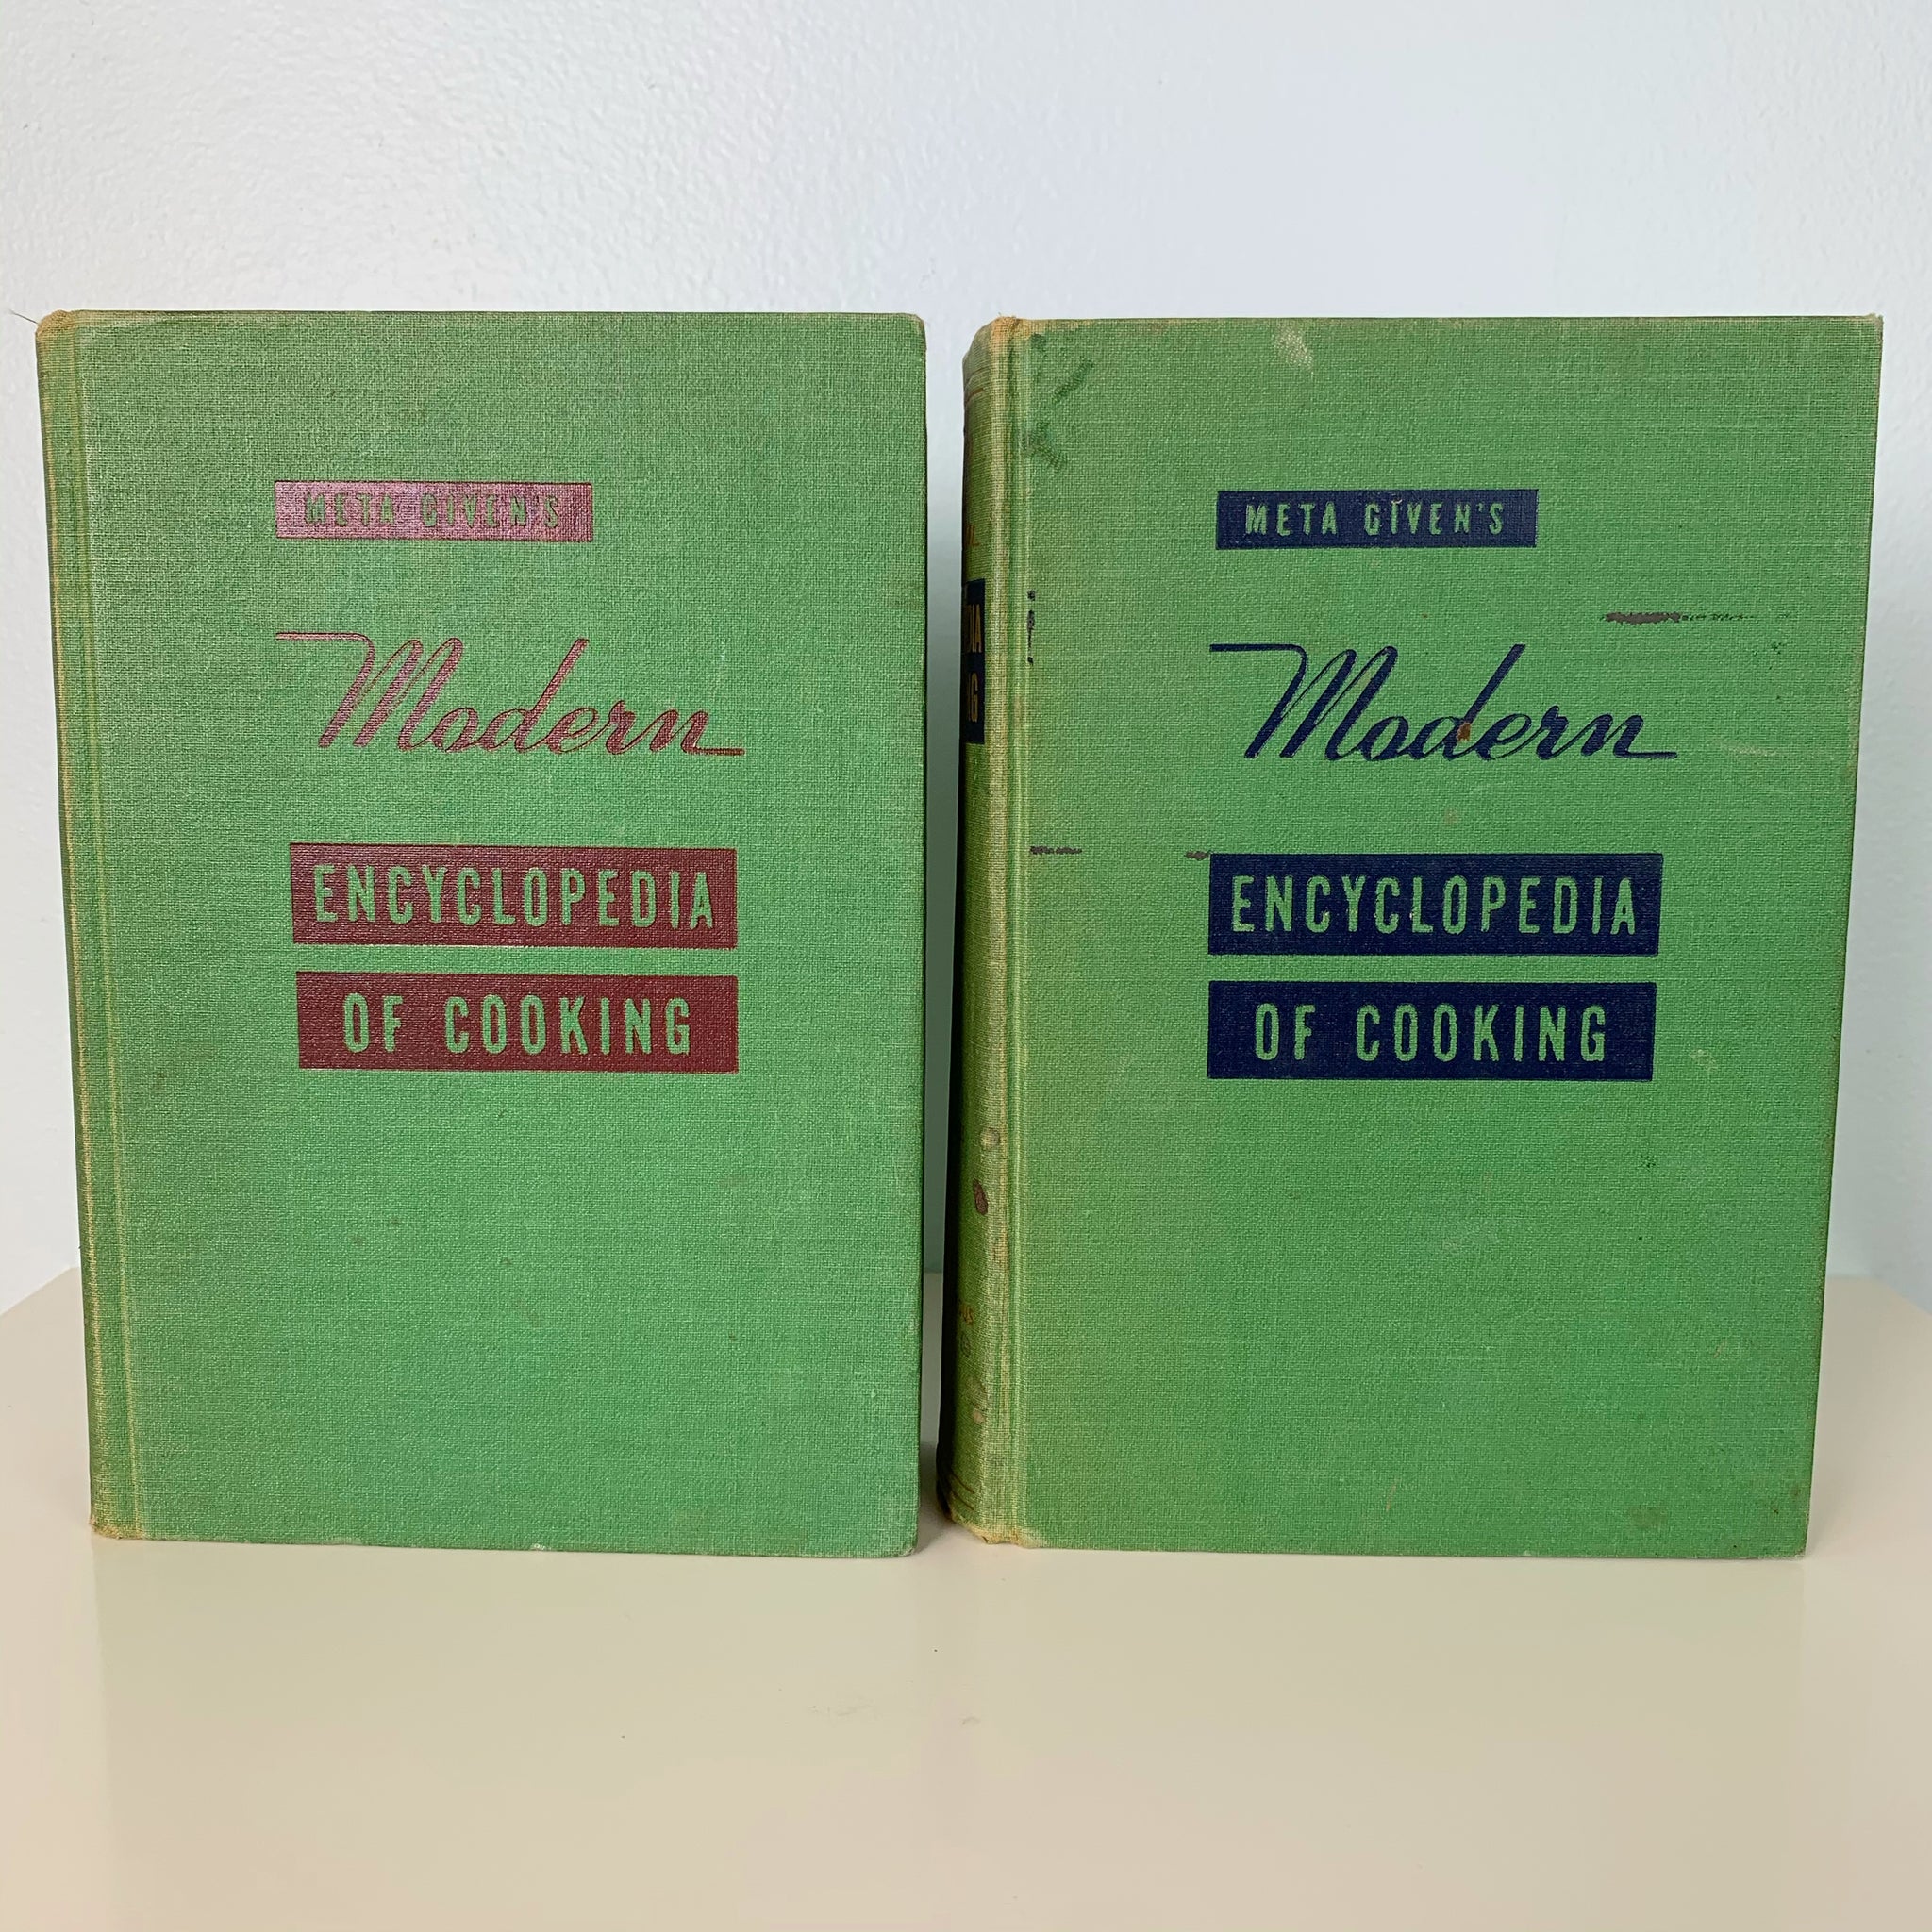 META GIVEN'S
Modern
ENCYCLOPEDIA
OF COOKING
META GIVEN'S
Modern
ENCYCLOPEDIA
OF COOKING